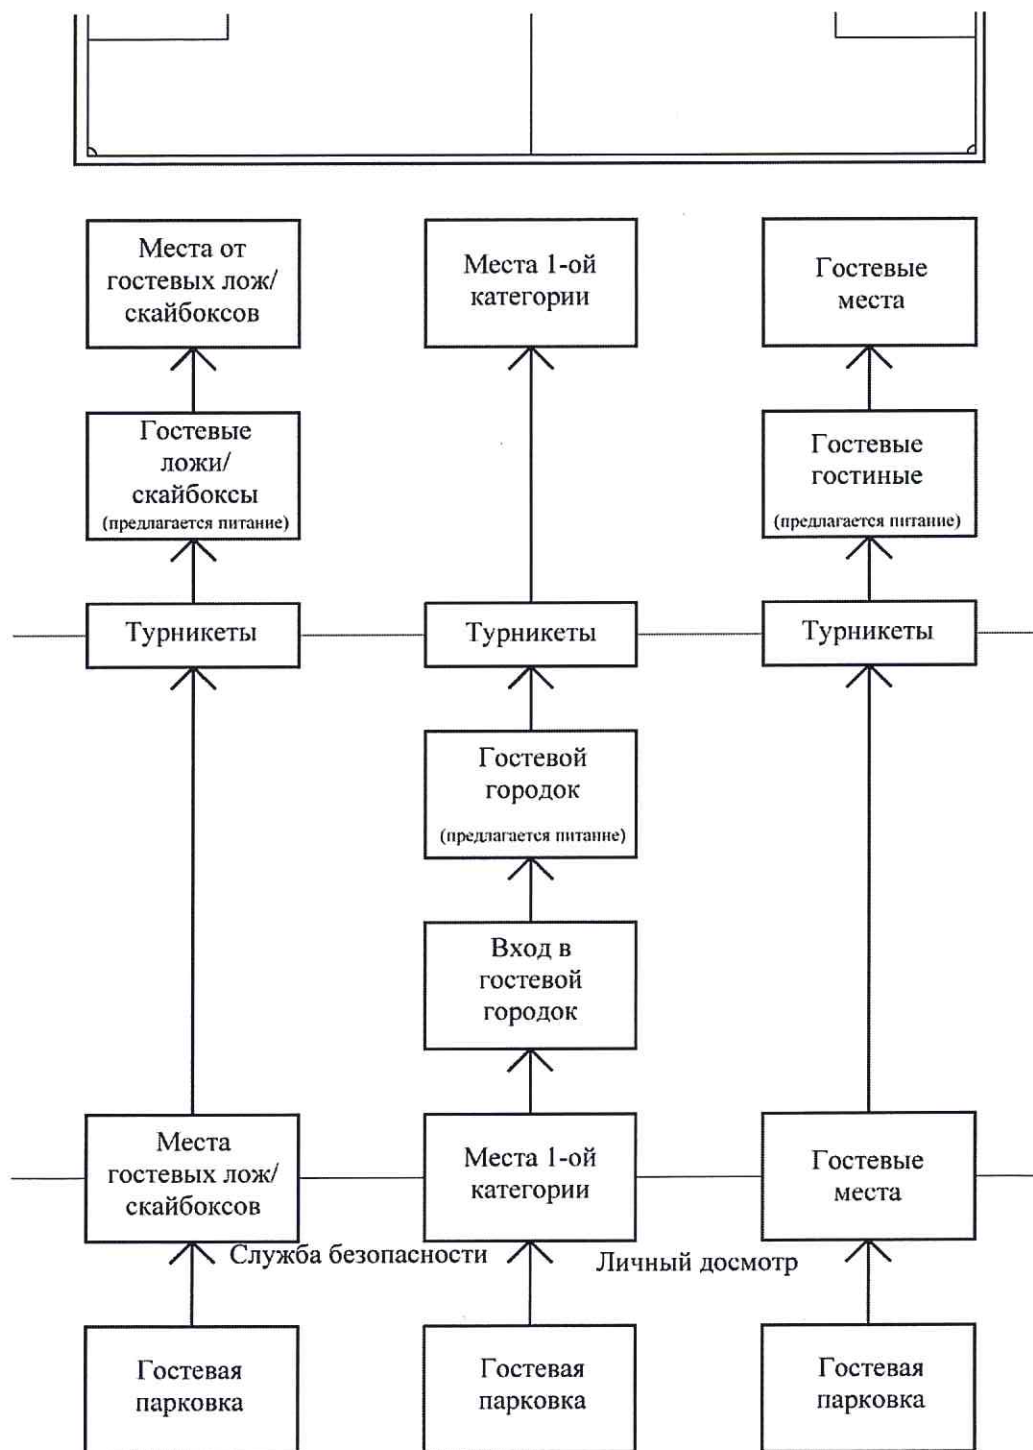 Места от
гостевых лож/
скайбоксов
Места 1-ой
категории
Гостевые
места
Гостевые
ложи/
скайбоксы
(предлагается питание)
Гостевые
гостиные
(предлагается питание)
Турникеты
Турникеты
Турникеты
Гостевой
городок
(предлагается питание)
Вход в
гостевой
городок
Места
гостевых лож/
скайбоксов
Места 1-ой
категории
Гостевые
места
Служба безопасности
Личный досмотр
Гостевая
парковка
Гостевая
парковка
Гостевая
парковка